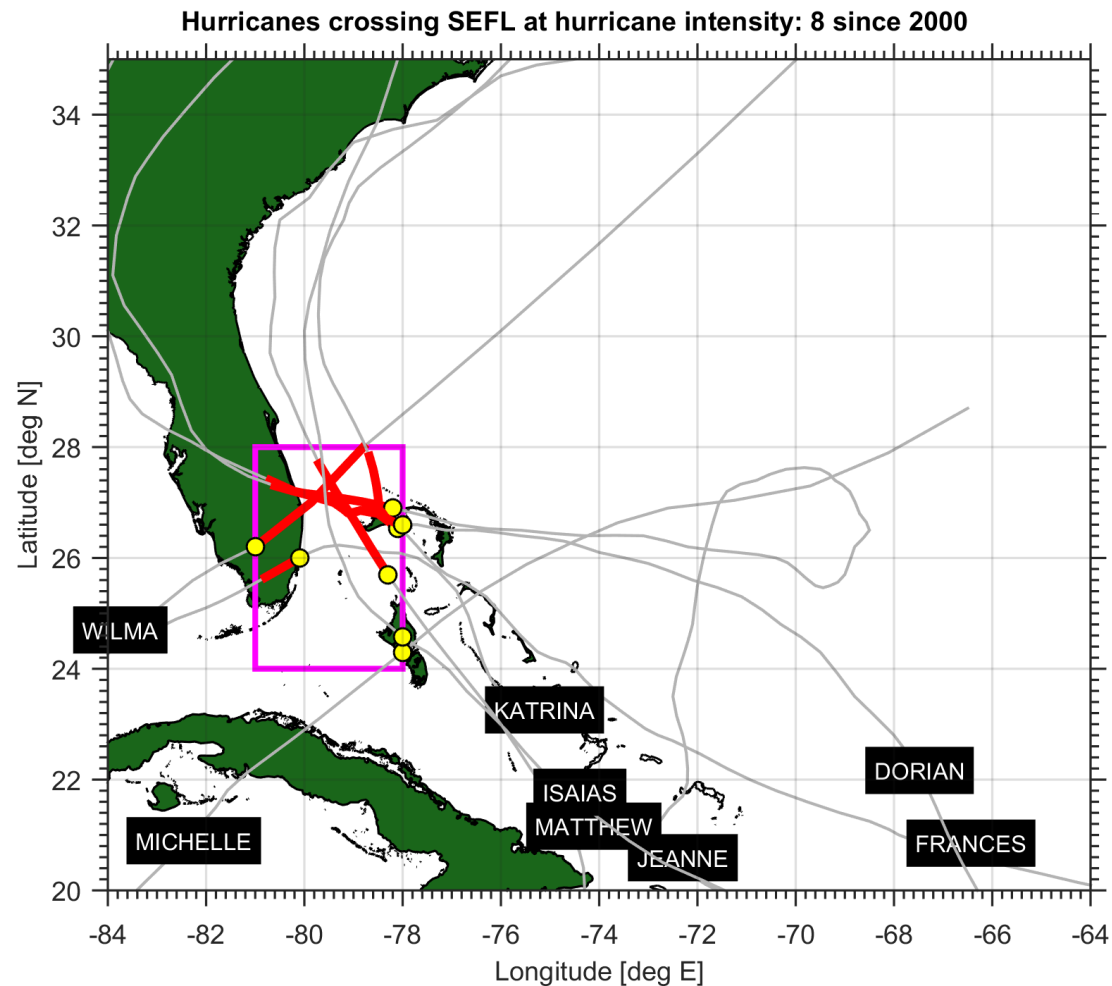 Hurricanes crossing SEFL at hurricane intensity: 8 since 2000
Latitude [deg N]
34
32
30
28
26
24
22
20
WILMA
KATRINA
DORIAN
ISAIAS
MATTHEW
MICHELLE
JEANNE
FRANCES
-84 -82 -80 -78 -76 -74 -72 -70 -68 -66 -64
Longitude [deg E]